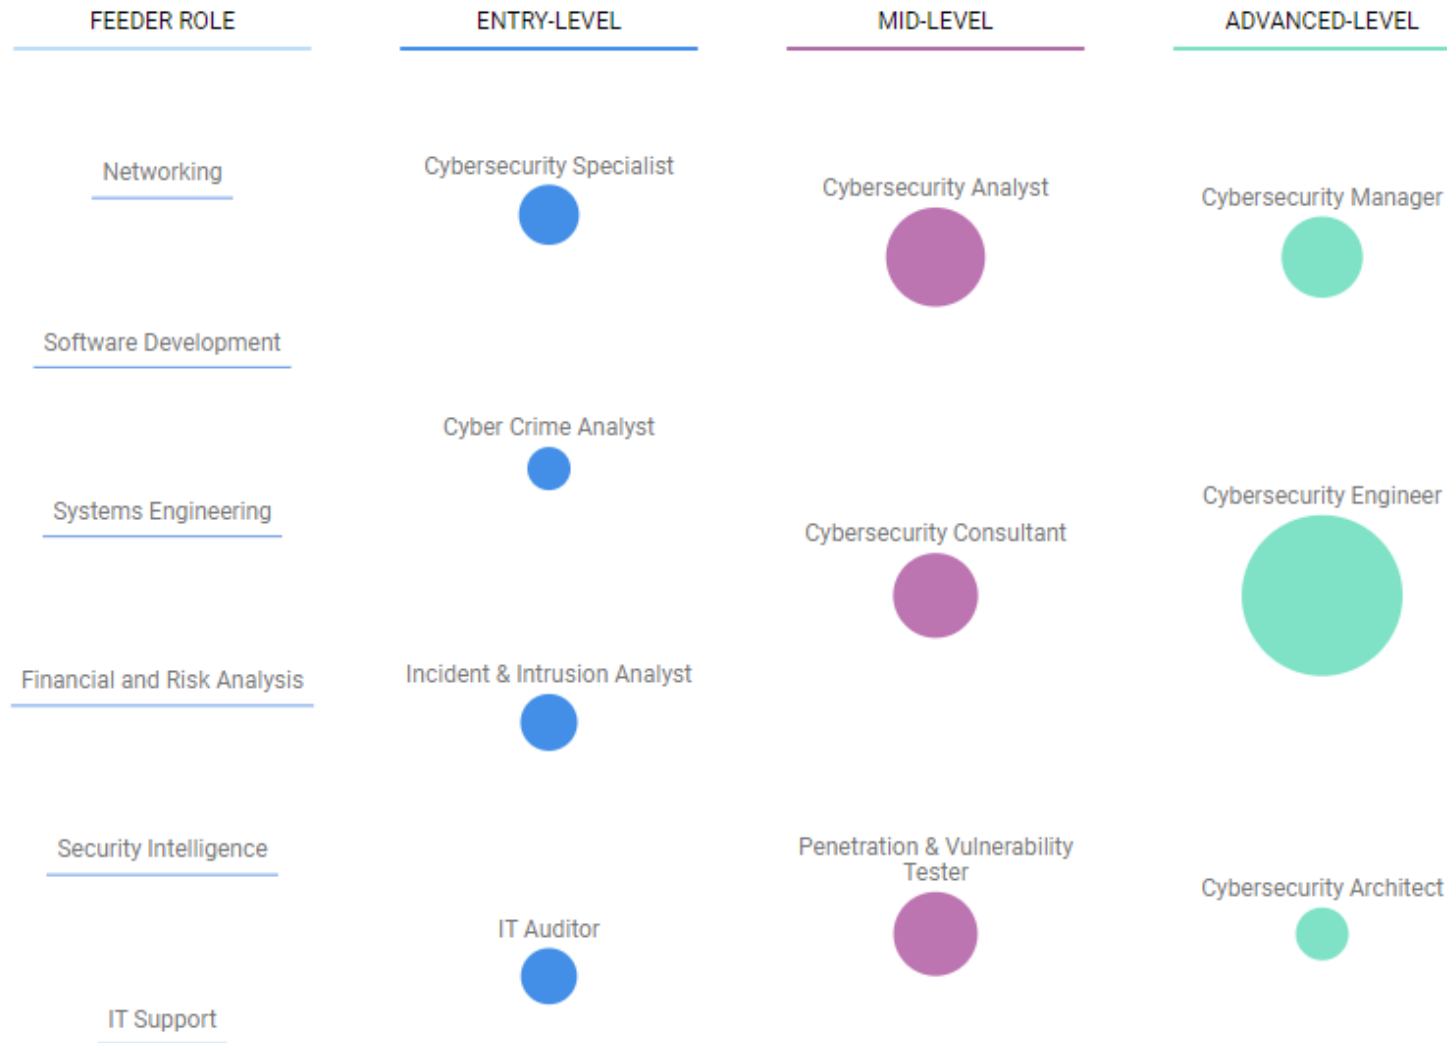 FEEDER ROLE
ENTRY-LEVEL
MID-LEVEL
ADVANCED-LEVEL
Networking
Software Development
Systems Engineering
Financial and Risk Analysis
Security Intelligence
IT Support
Cybersecurity Specialist
Cyber Crime Analyst
Incident & Intrusion Analyst
IT Auditor
Cybersecurity Analyst
Cybersecurity Consultant
Penetration & Vulnerability
Tester
Cybersecurity Manager
Cybersecurity Engineer
Cybersecurity Architect